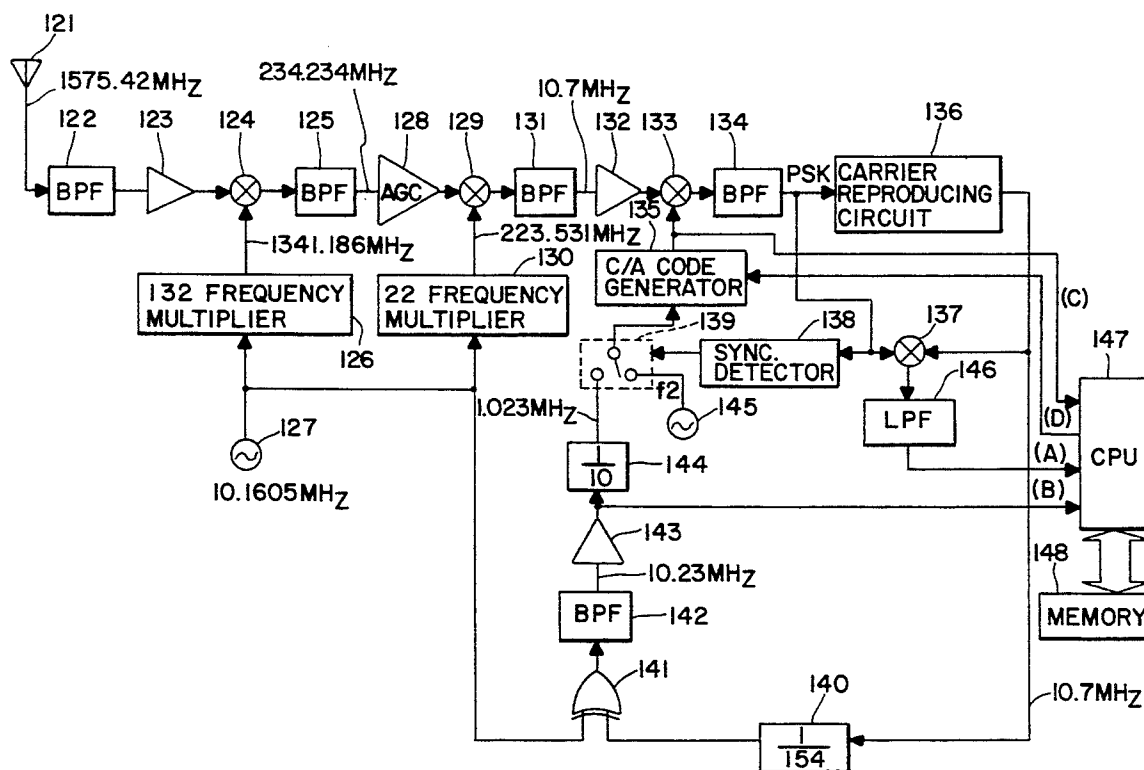 121
1575.42MHZ
234.234MHZ
10.7MHZ
122
123
124
125
128
129
131
132
133
134
136
BPF
BPF
AGC
BPF
BPF
PSK
CARRIER
REPRODUCING
CIRCUIT
1341.186MHZ
223.531MHZ
135
130
132 FREQUENCY
MULTIPLIER
126
22 FREQUENCY
MULTIPLIER
C/A CODE
GENERATOR
(C)
139
138
137
147
SYNC.
DETECTOR
146
f2
1.023MHZ
145
LPF
(D)
127
(A)
CPU
10.1605MHZ
1
10
144
(B)
143
10.23MHZ
148
BPF
142
MEMORY
141
140
10.7MHZ
1
154